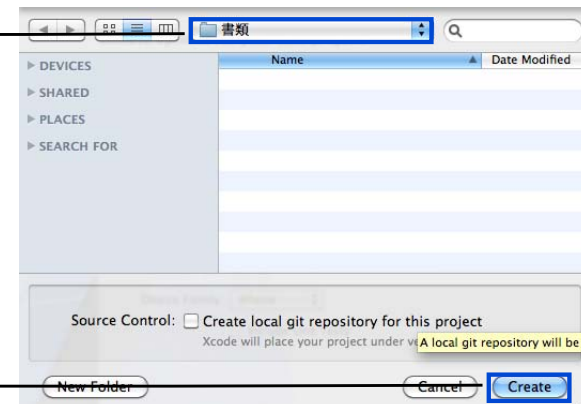 書類
Name Date Modified
DEVICES
SHARED
PLACES
SEARCH FOR
Source Control: Create local git repository for this project
Xcode will place your project under
A local git repository will be
New Folder Cancel Create